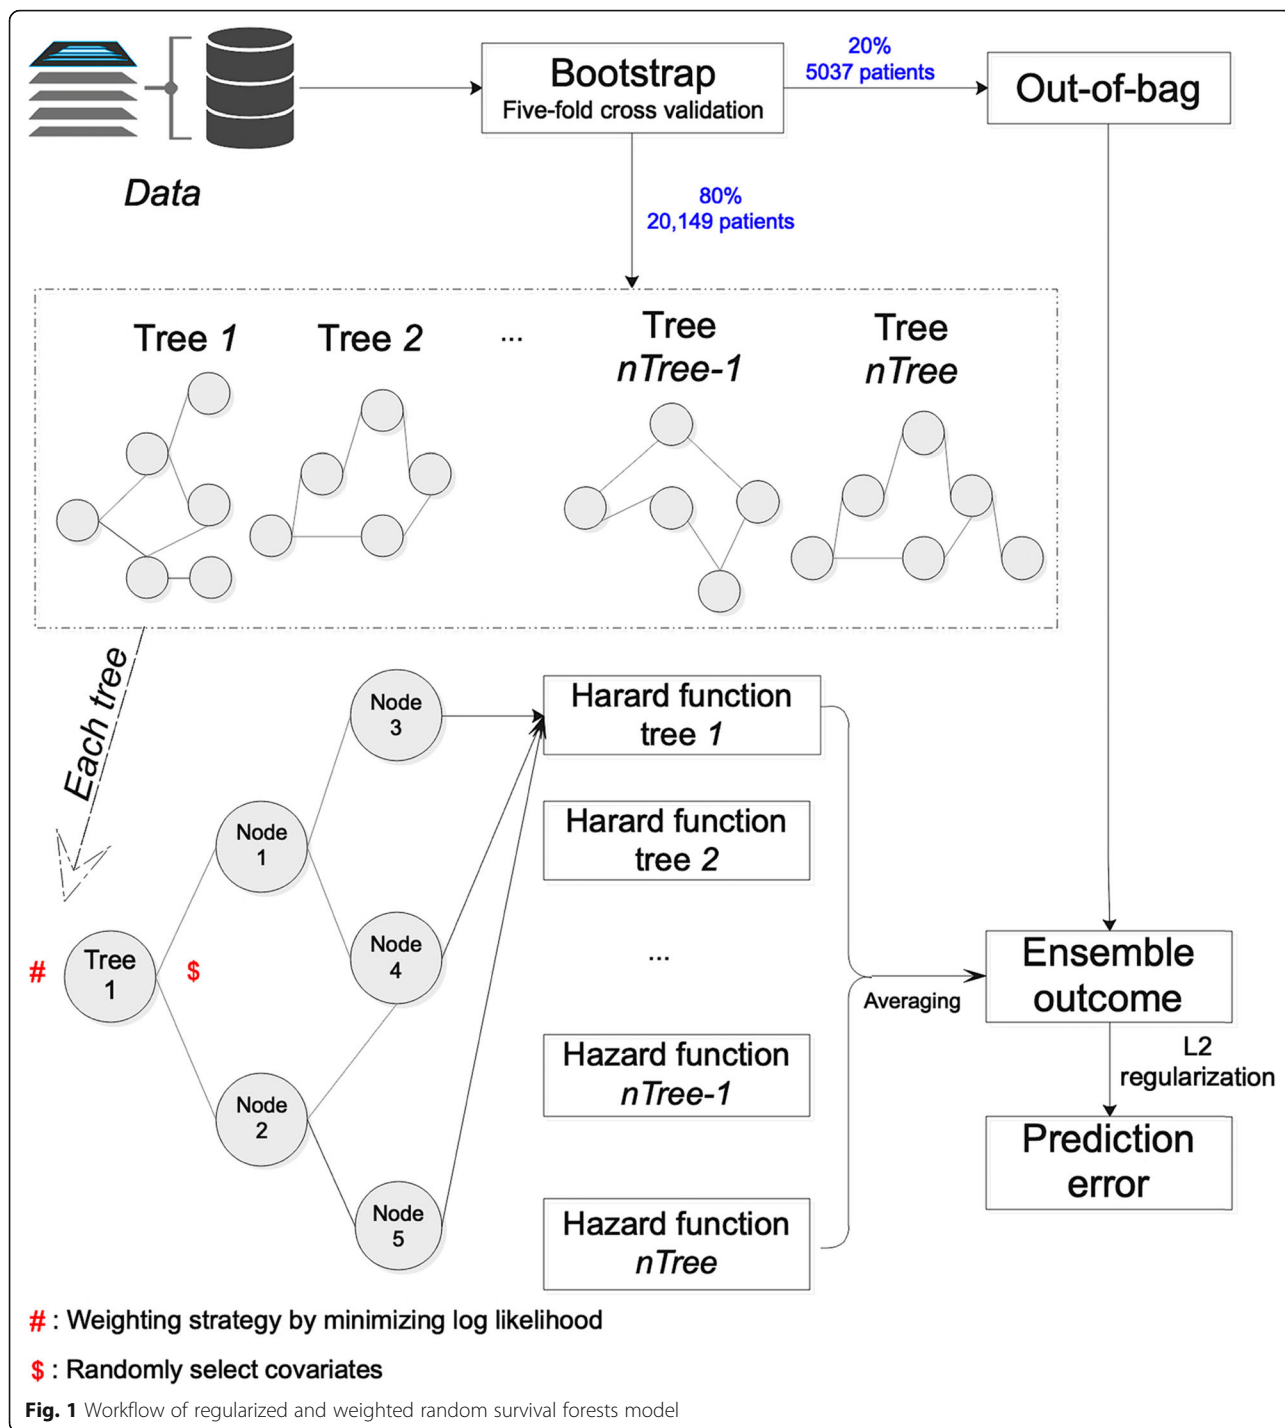 Data
Bootstrap
Five-fold cross validation
20%
5037 patients
Out-of-bag
80%
20,149 patients
Tree 1
Tree 2
...
Tree
nTree-1
Tree
nTree
Each tree
Node
3
Harard function
tree 1
Node
1
Harard function
tree 2
#
Tree
1
$
Node
4
...
Averaging
Ensemble
outcome
L2
regularization
Hazard function
nTree-1
Node
2
Prediction
error
Node
5
Hazard function
nTree
# : Weighting strategy by minimizing log likelihood
$ : Randomly select covariates
Fig. 1 Workflow of regularized and weighted random survival forests model